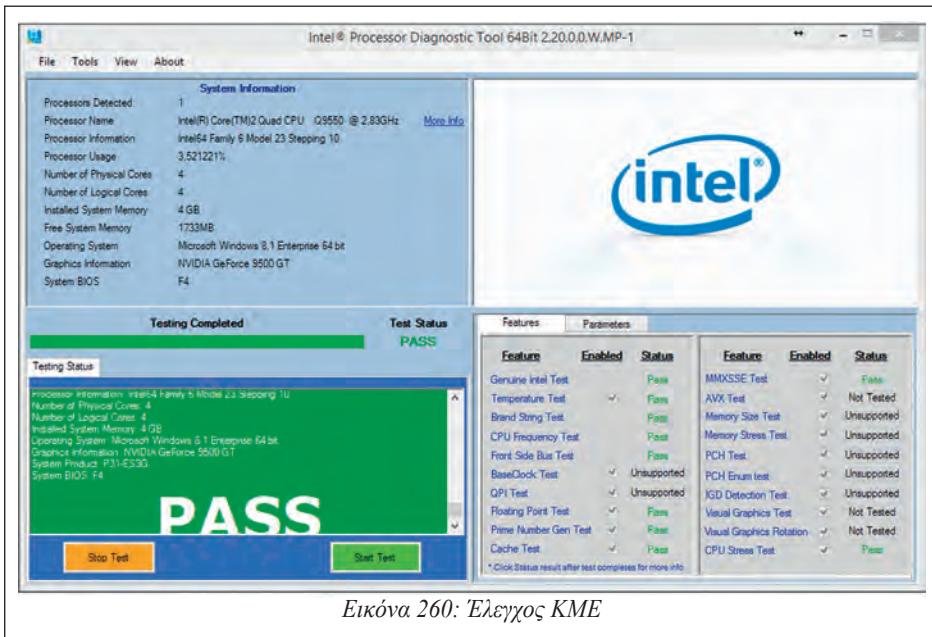 Intel® Processor Diagnostic Tool 64Bit 2.20.0.0.W.MP-1
File Tools View About
System Information
Processors Detected 1
Processor Name Intel(R) Core(TM)2 Quad CPU Q9550 @ 2.83GHz More Info
Processor Information Intel64 Family 6 Model 23 Stepping 10
Processor Usage 3,521221%
Number of Physical Cores 4
Number of Logical Cores 4
Installed System Memory 4 GB
Free System Memory 1733MB
Operating System Microsoft Windows 8.1 Enterprise 64 bit
Graphics Information NVIDIA GeForce 9500 GT
System BIOS F4
intel®
Testing Completed Test Status
PASS
Testing Status
Processor Information: Intel64 Family 6 Model 23 Stepping 10
Number of Physical Cores: 4
Number of Logical Cores: 4
Installed System Memory: 4 GB
Operating System: Microsoft Windows 8.1 Enterprise 64 bit
Graphics Information: NVIDIA GeForce 9500 GT
System Product: P31-ES3G
System BIOS: F4
PASS
Stop Test Start Test
Features Parameters
Feature Enabled Status
Genuine Intel Test Pass
Temperature Test ✓ Pass
Brand String Test Pass
CPU Frequency Test Pass
Front Side Bus Test Pass
BaseClock Test ✓ Unsupported
QPI Test ✓ Unsupported
Floating Point Test ✓ Pass
Prime Number Gen Test ✓ Pass
Cache Test ✓ Pass
* Click Status result after test completes for more info
Feature Enabled Status
MMXSSE Test ✓ Pass
AVX Test ✓ Not Tested
Memory Size Test ✓ Unsupported
Memory Stress Test ✓ Unsupported
PCH Test ✓ Unsupported
PCH Enum test ✓ Unsupported
IGD Detection Test ✓ Unsupported
Visual Graphics Test ✓ Not Tested
Visual Graphics Rotation ✓ Not Tested
CPU Stress Test ✓ Pass
Εικόνα 260: Έλεγχος ΚΜΕ